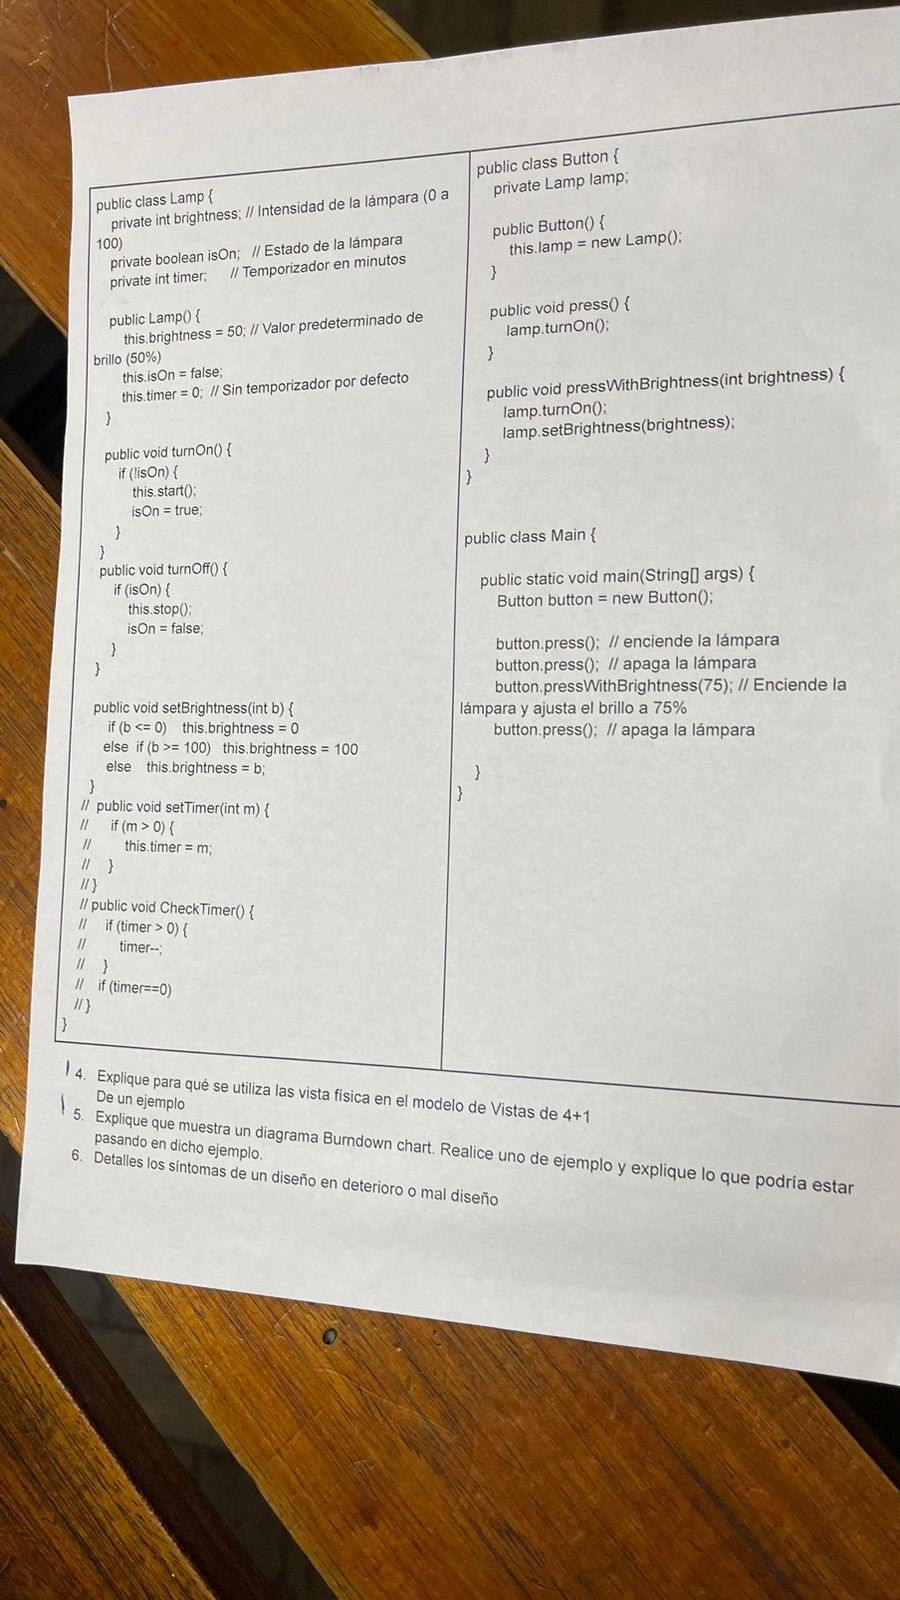 public class Lamp {
private int brightness; // Intensidad de la lámpara (0 a
100)
private boolean isOn; // Estado de la lámpara
private int timer; // Temporizador en minutos
public Lamp() {
this.brightness = 50; // Valor predeterminado de
brillo (50%)
this.isOn = false;
this.timer = 0; // Sin temporizador por defecto
}
public void turnOn() {
if (!isOn) {
this.start();
isOn = true;
}
}
public void turnOff() {
if (isOn) {
this.stop();
isOn = false;
}
}
public void setBrightness(int b) {
if (b <= 0) this.brightness = 0
else if (b >= 100) this.brightness = 100
else this.brightness = b;
}
// public void setTimer(int m) {
// if (m > 0) {
// this.timer = m;
// }
// }
// public void CheckTimer() {
// if (timer > 0) {
// timer--;
// }
// if (timer==0)
// }
}
public class Button {
private Lamp lamp;
public Button() {
this.lamp = new Lamp();
}
public void press() {
lamp.turnOn();
}
public void pressWithBrightness(int brightness) {
lamp.turnOn();
lamp.setBrightness(brightness);
}
}
public class Main {
public static void main(String[] args) {
Button button = new Button();
button.press(); // enciende la lámpara
button.press(); // apaga la lámpara
button.pressWithBrightness(75); // Enciende la
lámpara y ajusta el brillo a 75%
button.press(); // apaga la lámpara
}
}
4. Explique para qué se utiliza las vista física en el modelo de Vistas de 4+1
De un ejemplo
5. Explique que muestra un diagrama Burndown chart. Realice uno de ejemplo y explique lo que podría estar
pasando en dicho ejemplo.
6. Detalles los síntomas de un diseño en deterioro o mal diseño